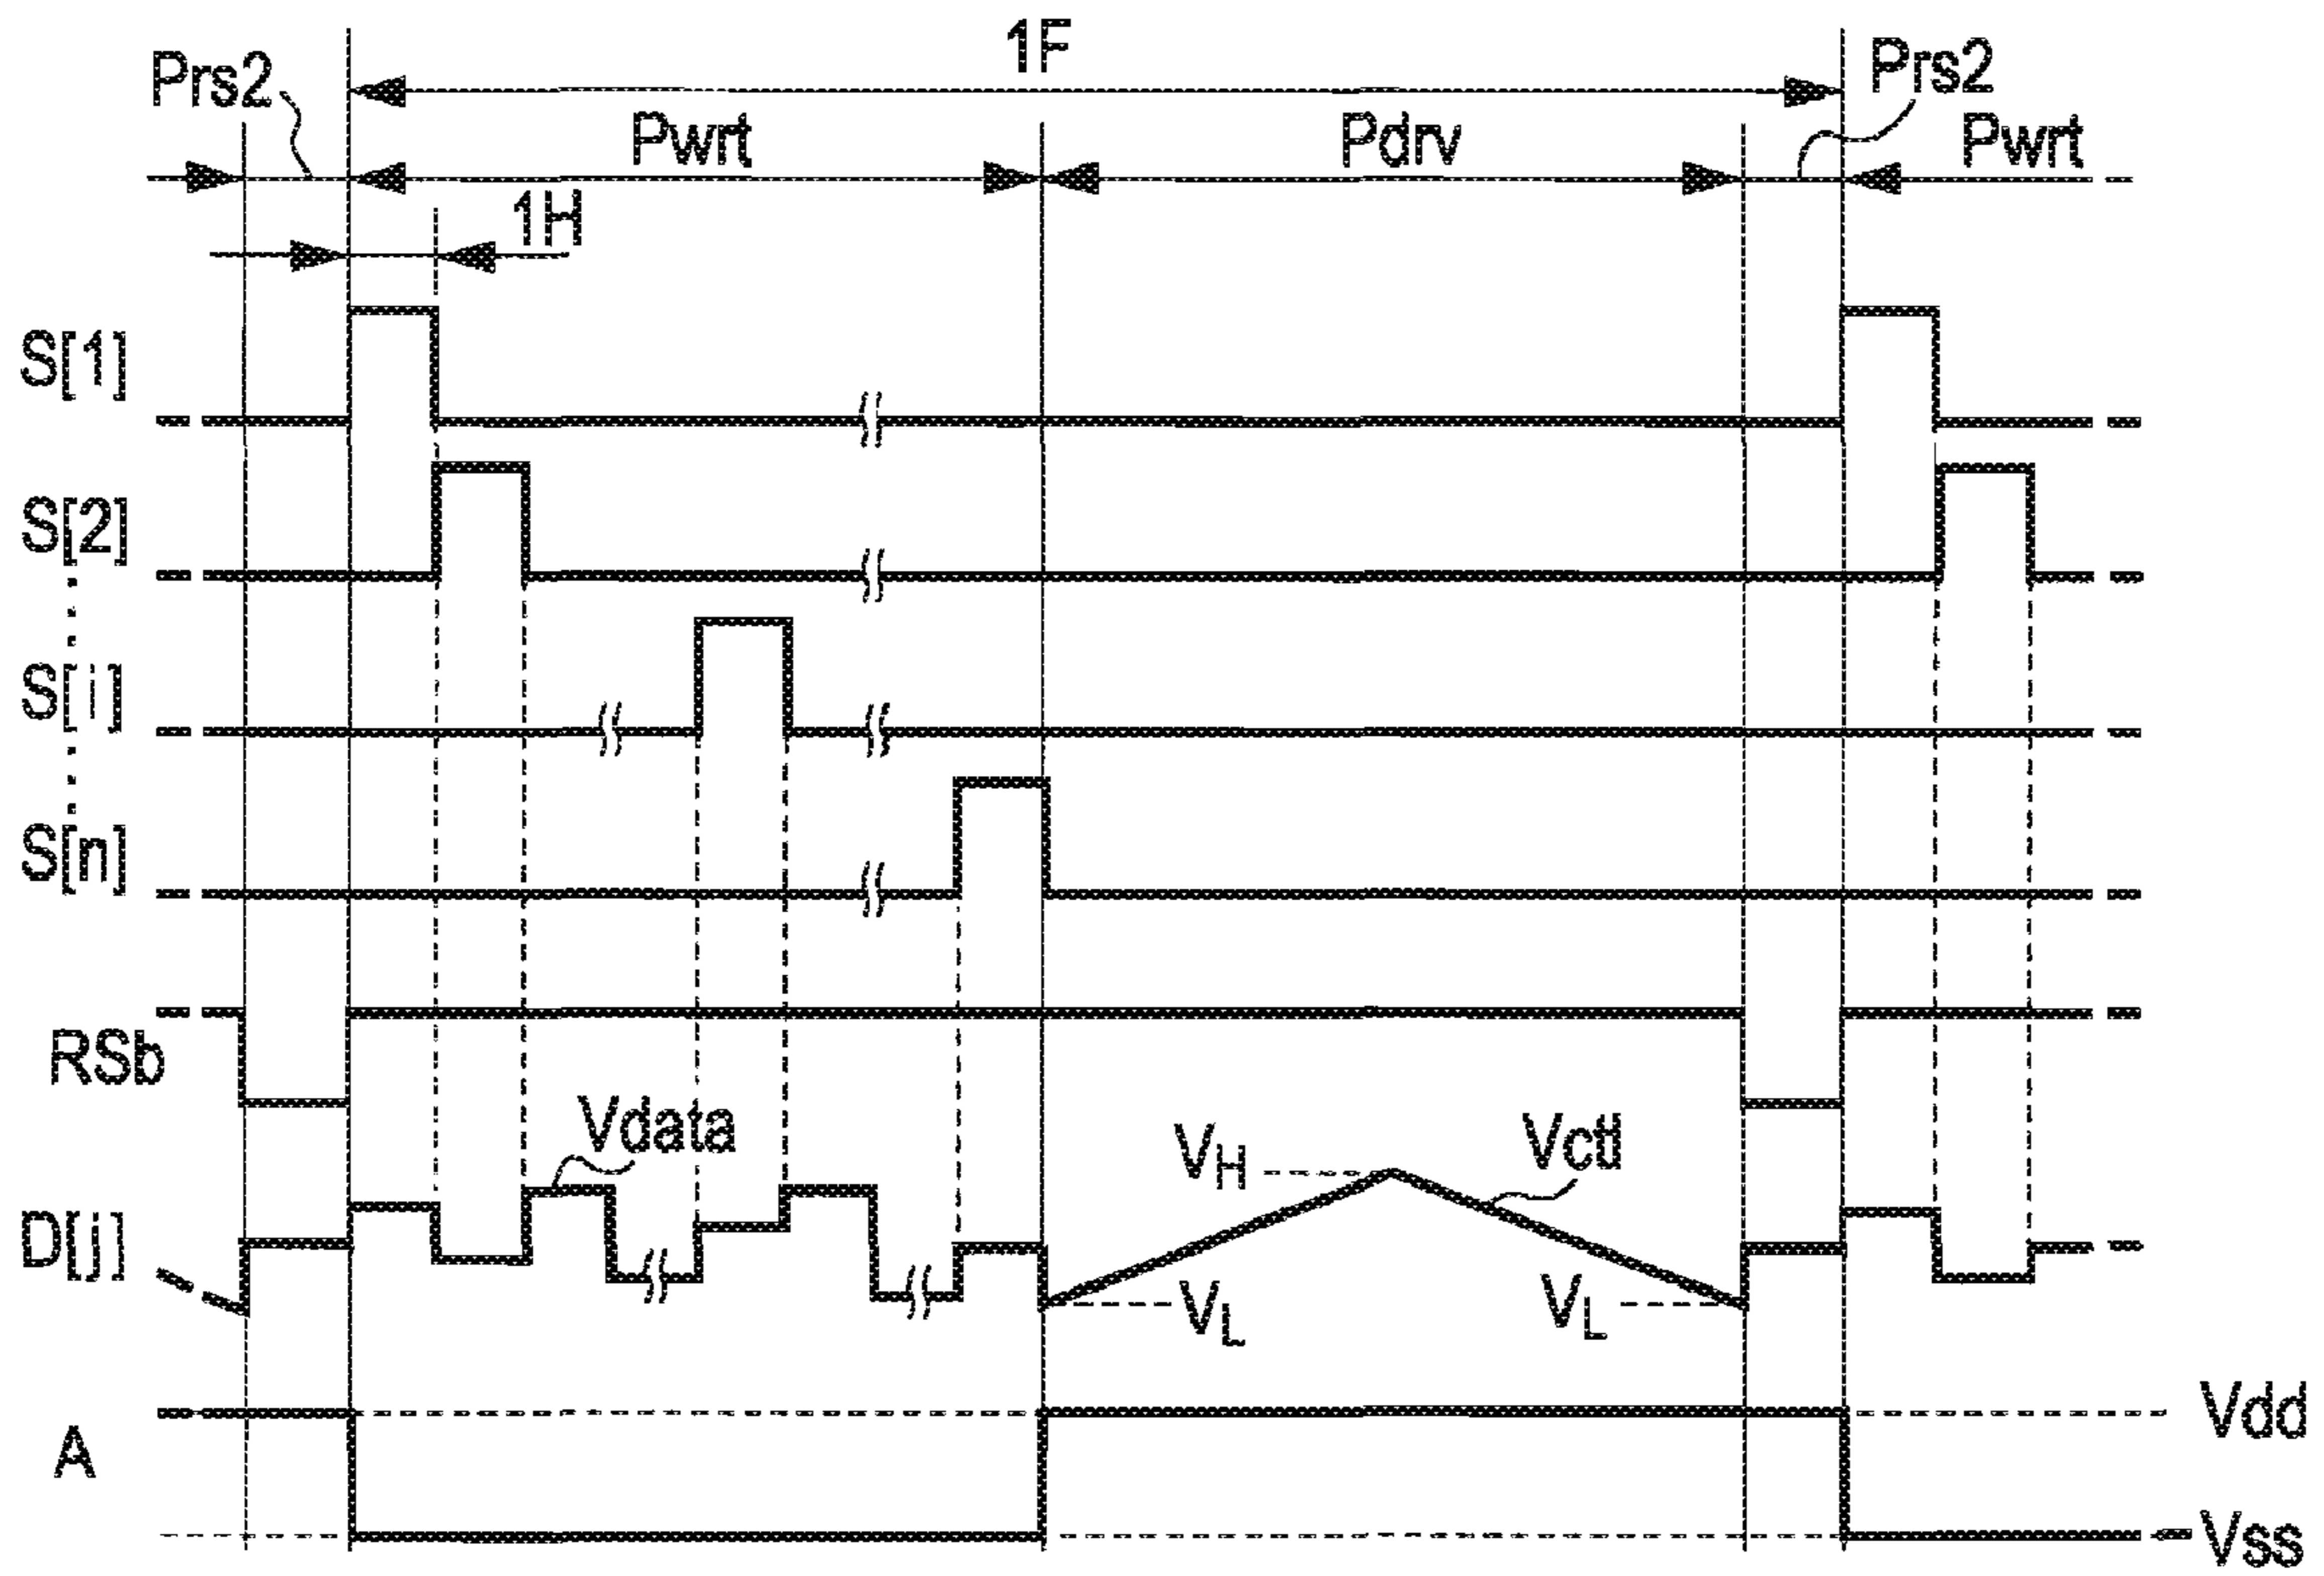 1F
Prs2
Prs2
Pwrt
Pdrv
Pwrt
1H
S[1]
S[2]
S[i]
S[n]
RSb
Vdata
VH
Vctl
D[j]
VL
VL
Vdd
A
Vss